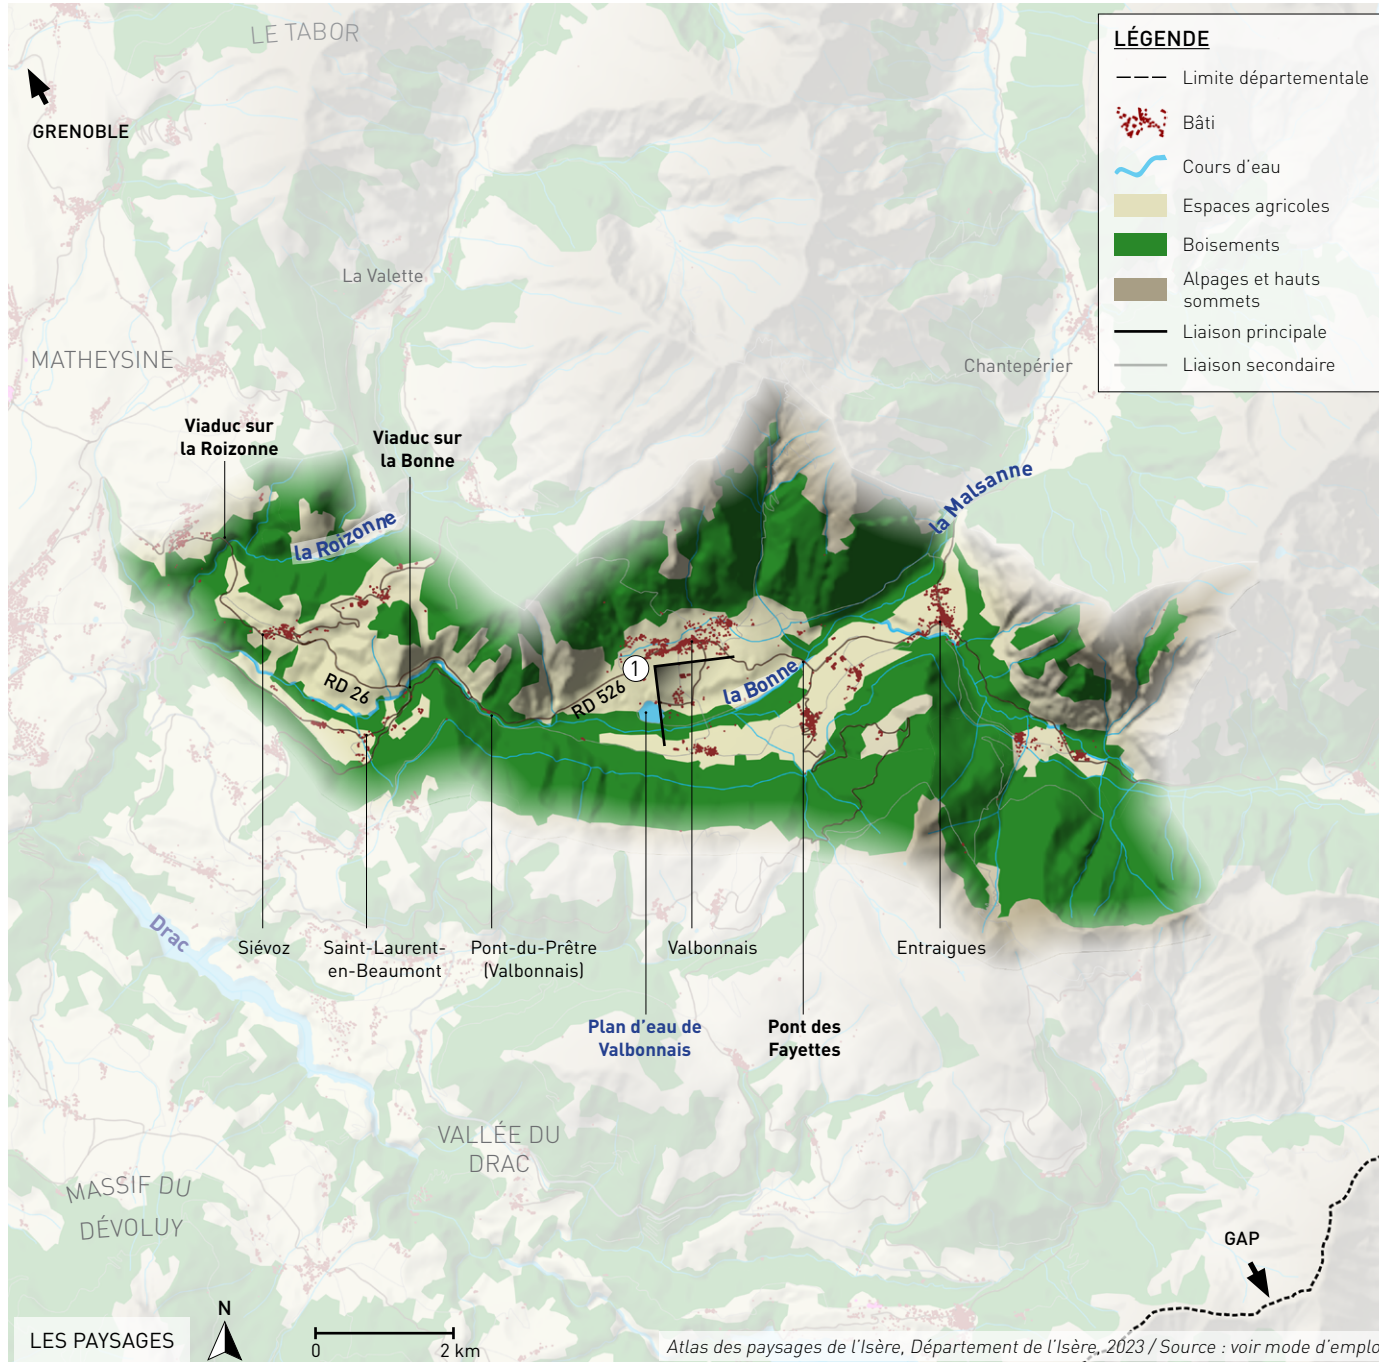 LE TABOR
GRENOBLE
LÉGENDE
Limite départementale
Bâti
Cours d'eau
Espaces agricoles
Boisements
Alpages et hauts
sommets
Liaison principale
Liaison secondaire
La Valette
MATHEYSINE
Chantepérier
Viaduc sur
la Roizonne
Viaduc sur
la Bonne
la Malsanne
la Roizonne
1
la Bonne
RD 26
RD 526
Drac
Siévoz
Saint-Laurent-
en-Beaumont
Pont-du-Prêtre
(Valbonnais)
Valbonnais
Entraigues
Plan d'eau de
Valbonnais
Pont des
Fayettes
VALLÉE DU
DRAC
MASSIF DU
DÉVOLUY
GAP
N
LES PAYSAGES
0 2 km
Atlas des paysages de l'Isère, Département de l'Isère, 2023 / Source : voir mode d'emplo